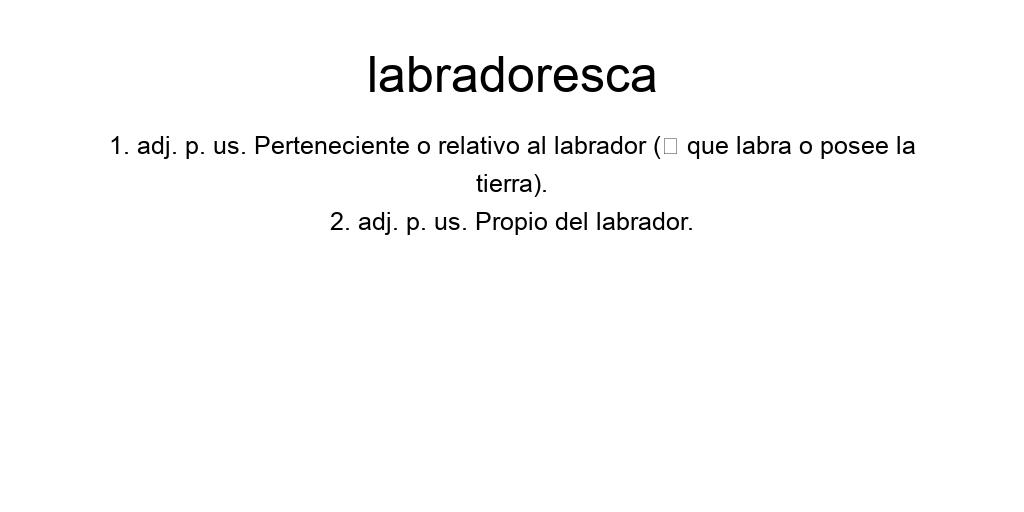 labradoresca
1. adj. p. us. Perteneciente o relativo al labrador (□ que labra o posee la
tierra).
2. adj. p. us. Propio del labrador.